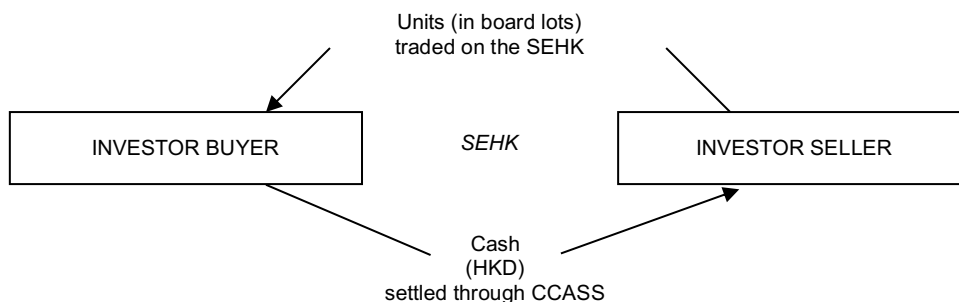 Units (in board lots)
traded on the SEHK
INVESTOR BUYER
SEHK
INVESTOR SELLER
Cash
(HKD)
settled through CCASS